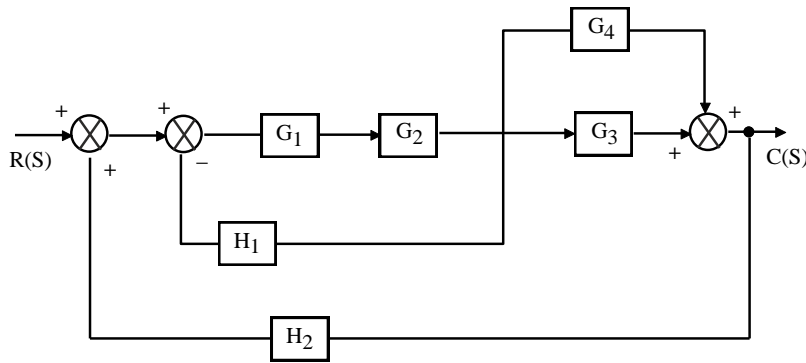 G4
+
+
G1
G2
G3
+
R(S)
+
−
+
C(S)
H1
H2